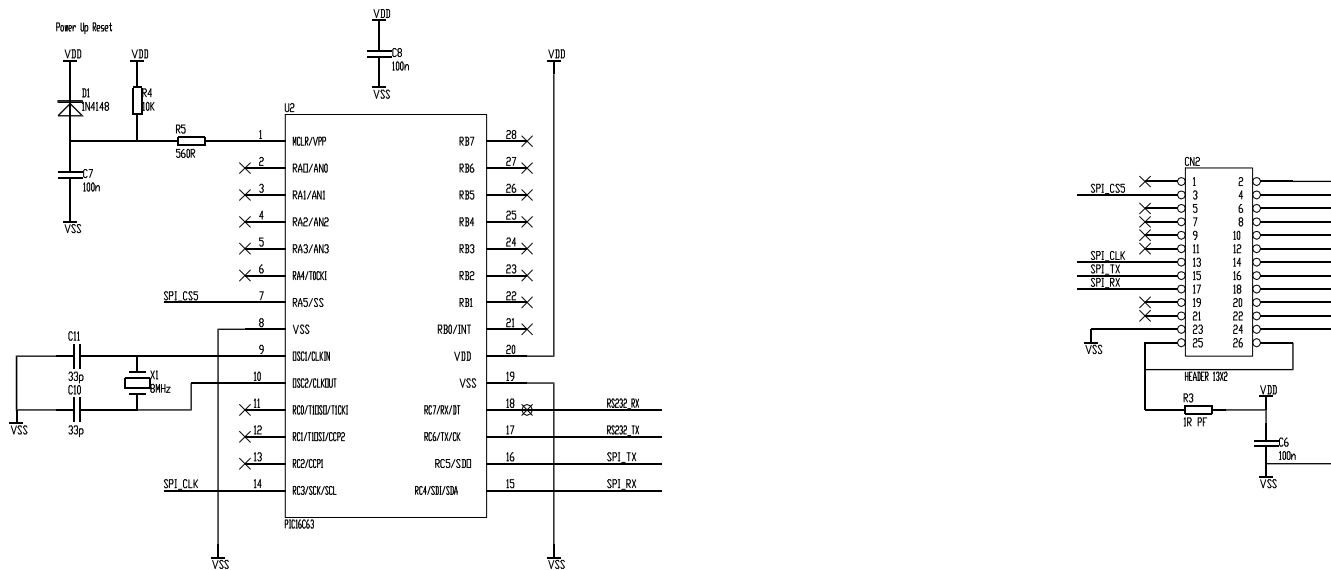 Power Up Reset
VDD
VDD
D1
1N4148
R4
10K
C7
100n
VSS
R5
560R
VDD
C8
100n
VSS
VDD
U2
1 MCLR/VPP
2 RA0/AN0
3 RA1/AN1
4 RA2/AN2
5 RA3/AN3
6 RA4/T0CKI
SPI_CS5 7 RA5/SS
8 VSS
9 OSC1/CLKIN
10 OSC2/CLKOUT
11 RC0/T1OSO/T1CKI
12 RC1/T1OSI/CCP2
13 RC2/CCP1
SPI_CLK 14 RC3/SCK/SCL
RB7 28
RB6 27
RB5 26
RB4 25
RB3 24
RB2 23
RB1 22
RB0/INT 21
VDD 20
VSS 19
RC7/RX/DT 18 RS232_RX
RC6/TX/CK 17 RS232_TX
RC5/SDO 16 SPI_TX
RC4/SDI/SDA 15 SPI_RX
PIC16C63
C11
33p
C10
33p
X1
8MHz
VSS
VSS
VSS
CN2
1 2
SPI_CS5 3 4
5 6
7 8
9 10
11 12
SPI_CLK 13 14
SPI_TX 15 16
SPI_RX 17 18
19 20
21 22
23 24
25 26
VSS
HEADER 13X2
R3
1R PF
VDD
C6
100n
VSS